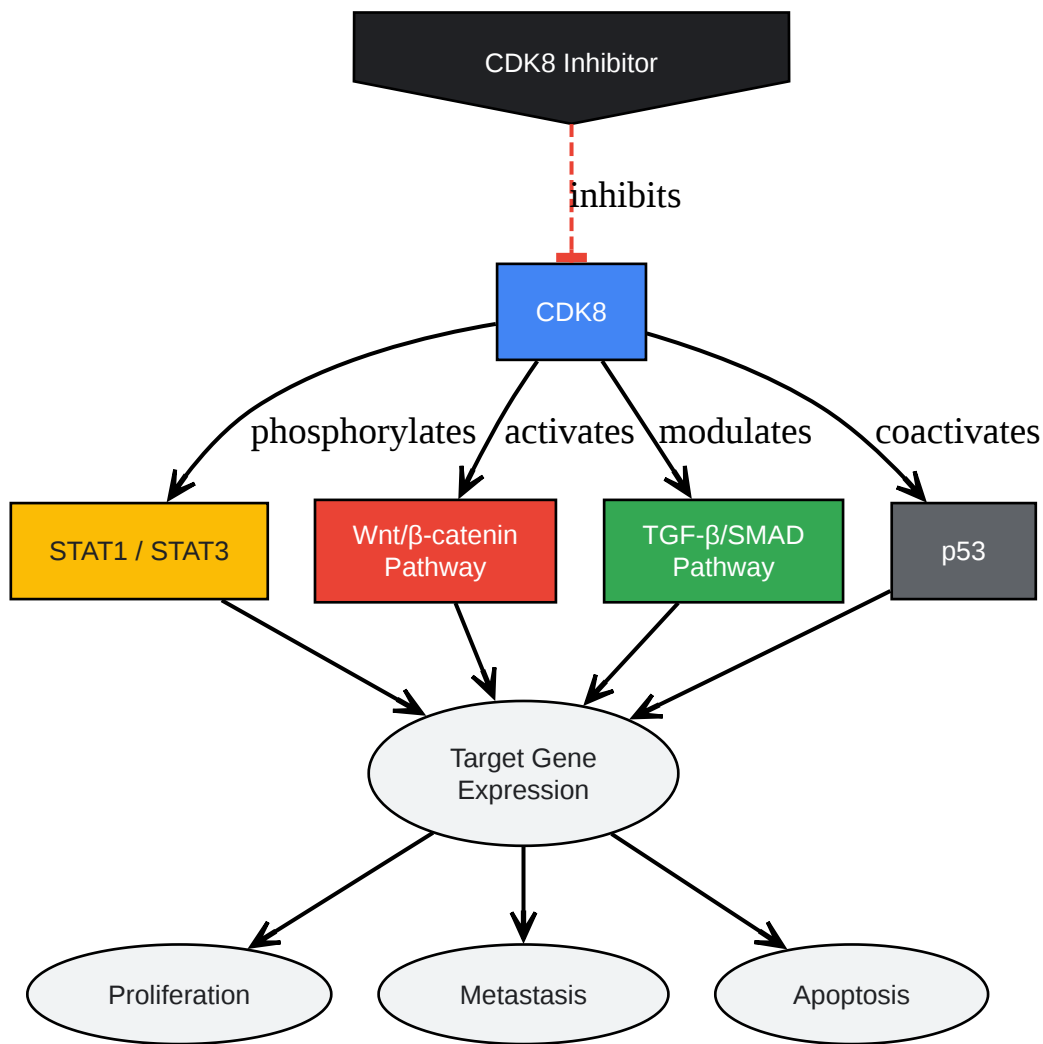 CDK8 Inhibitor
inhibits
CDK8
phosphorylates
activates
modulates
coactivates
STAT1 / STAT3
Wnt/β-catenin
Pathway
TGF-β/SMAD
Pathway
p53
Target Gene
Expression
Proliferation
Metastasis
Apoptosis